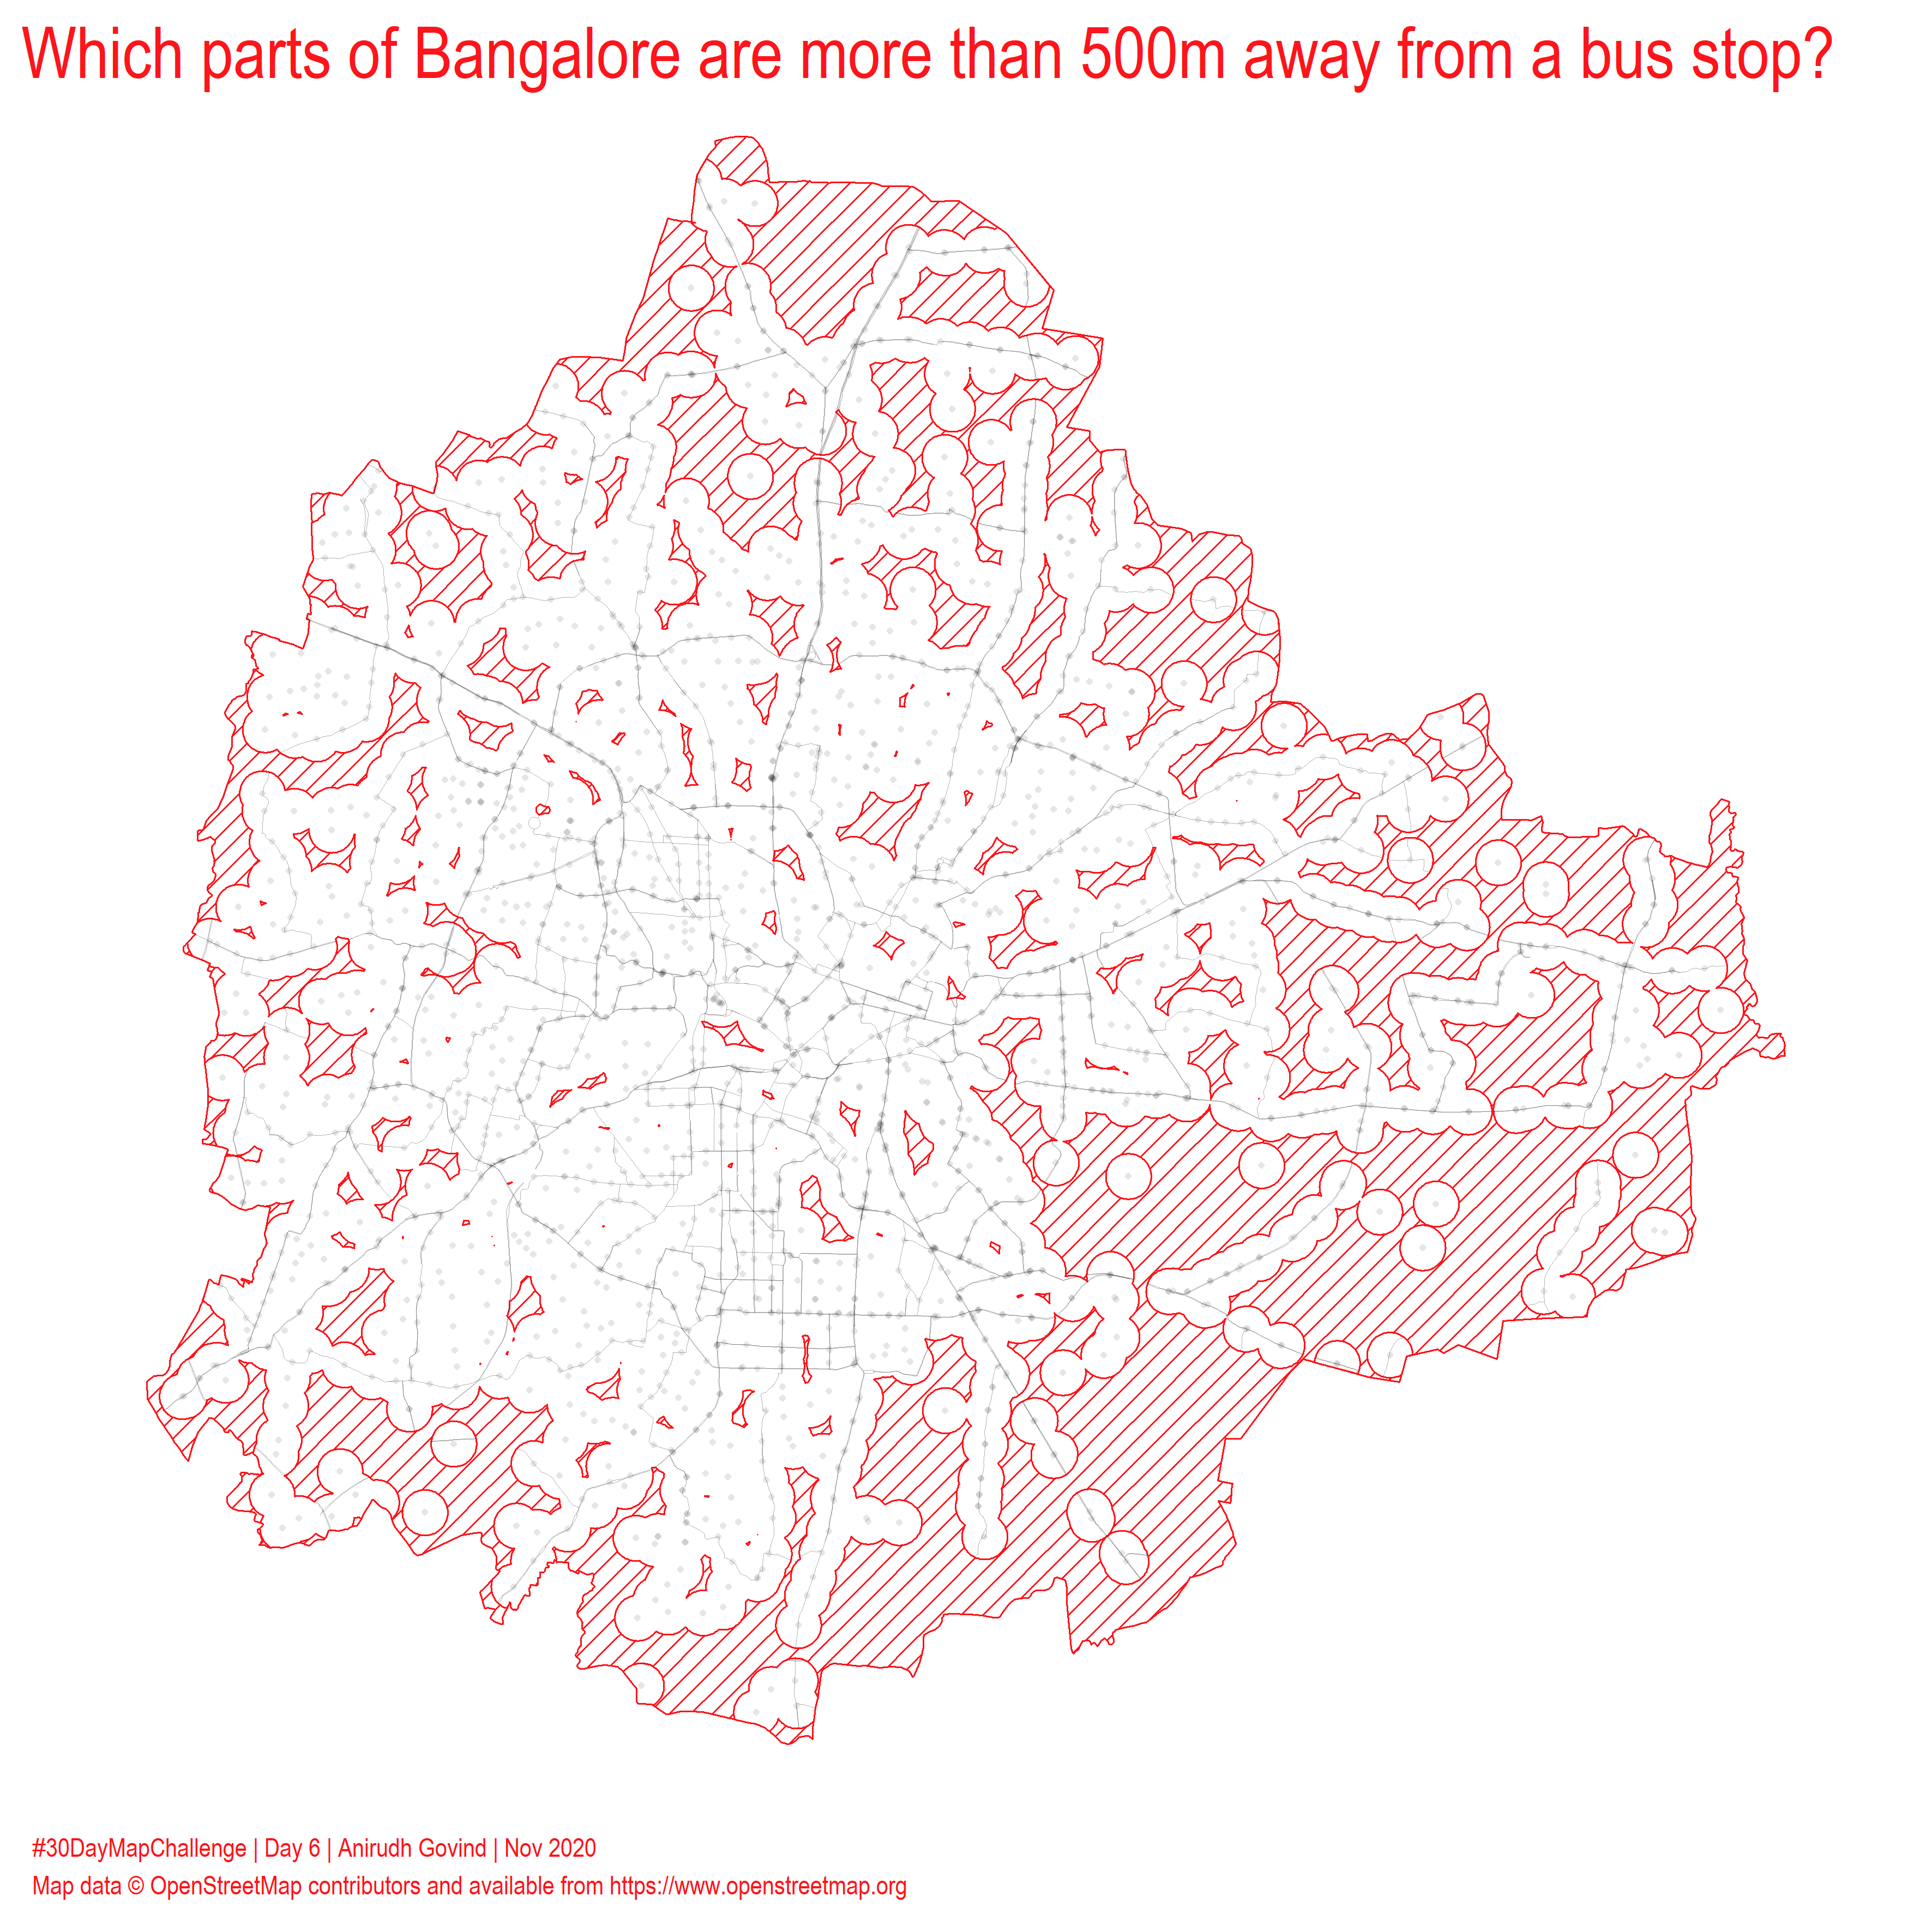 Which parts of Bangalore are more than 500m away from a bus stop?
#30DayMapChallenge | Day 6 | Anirudh Govind | Nov 2020
Map data © OpenStreetMap contributors and available from https://www.openstreetmap.org